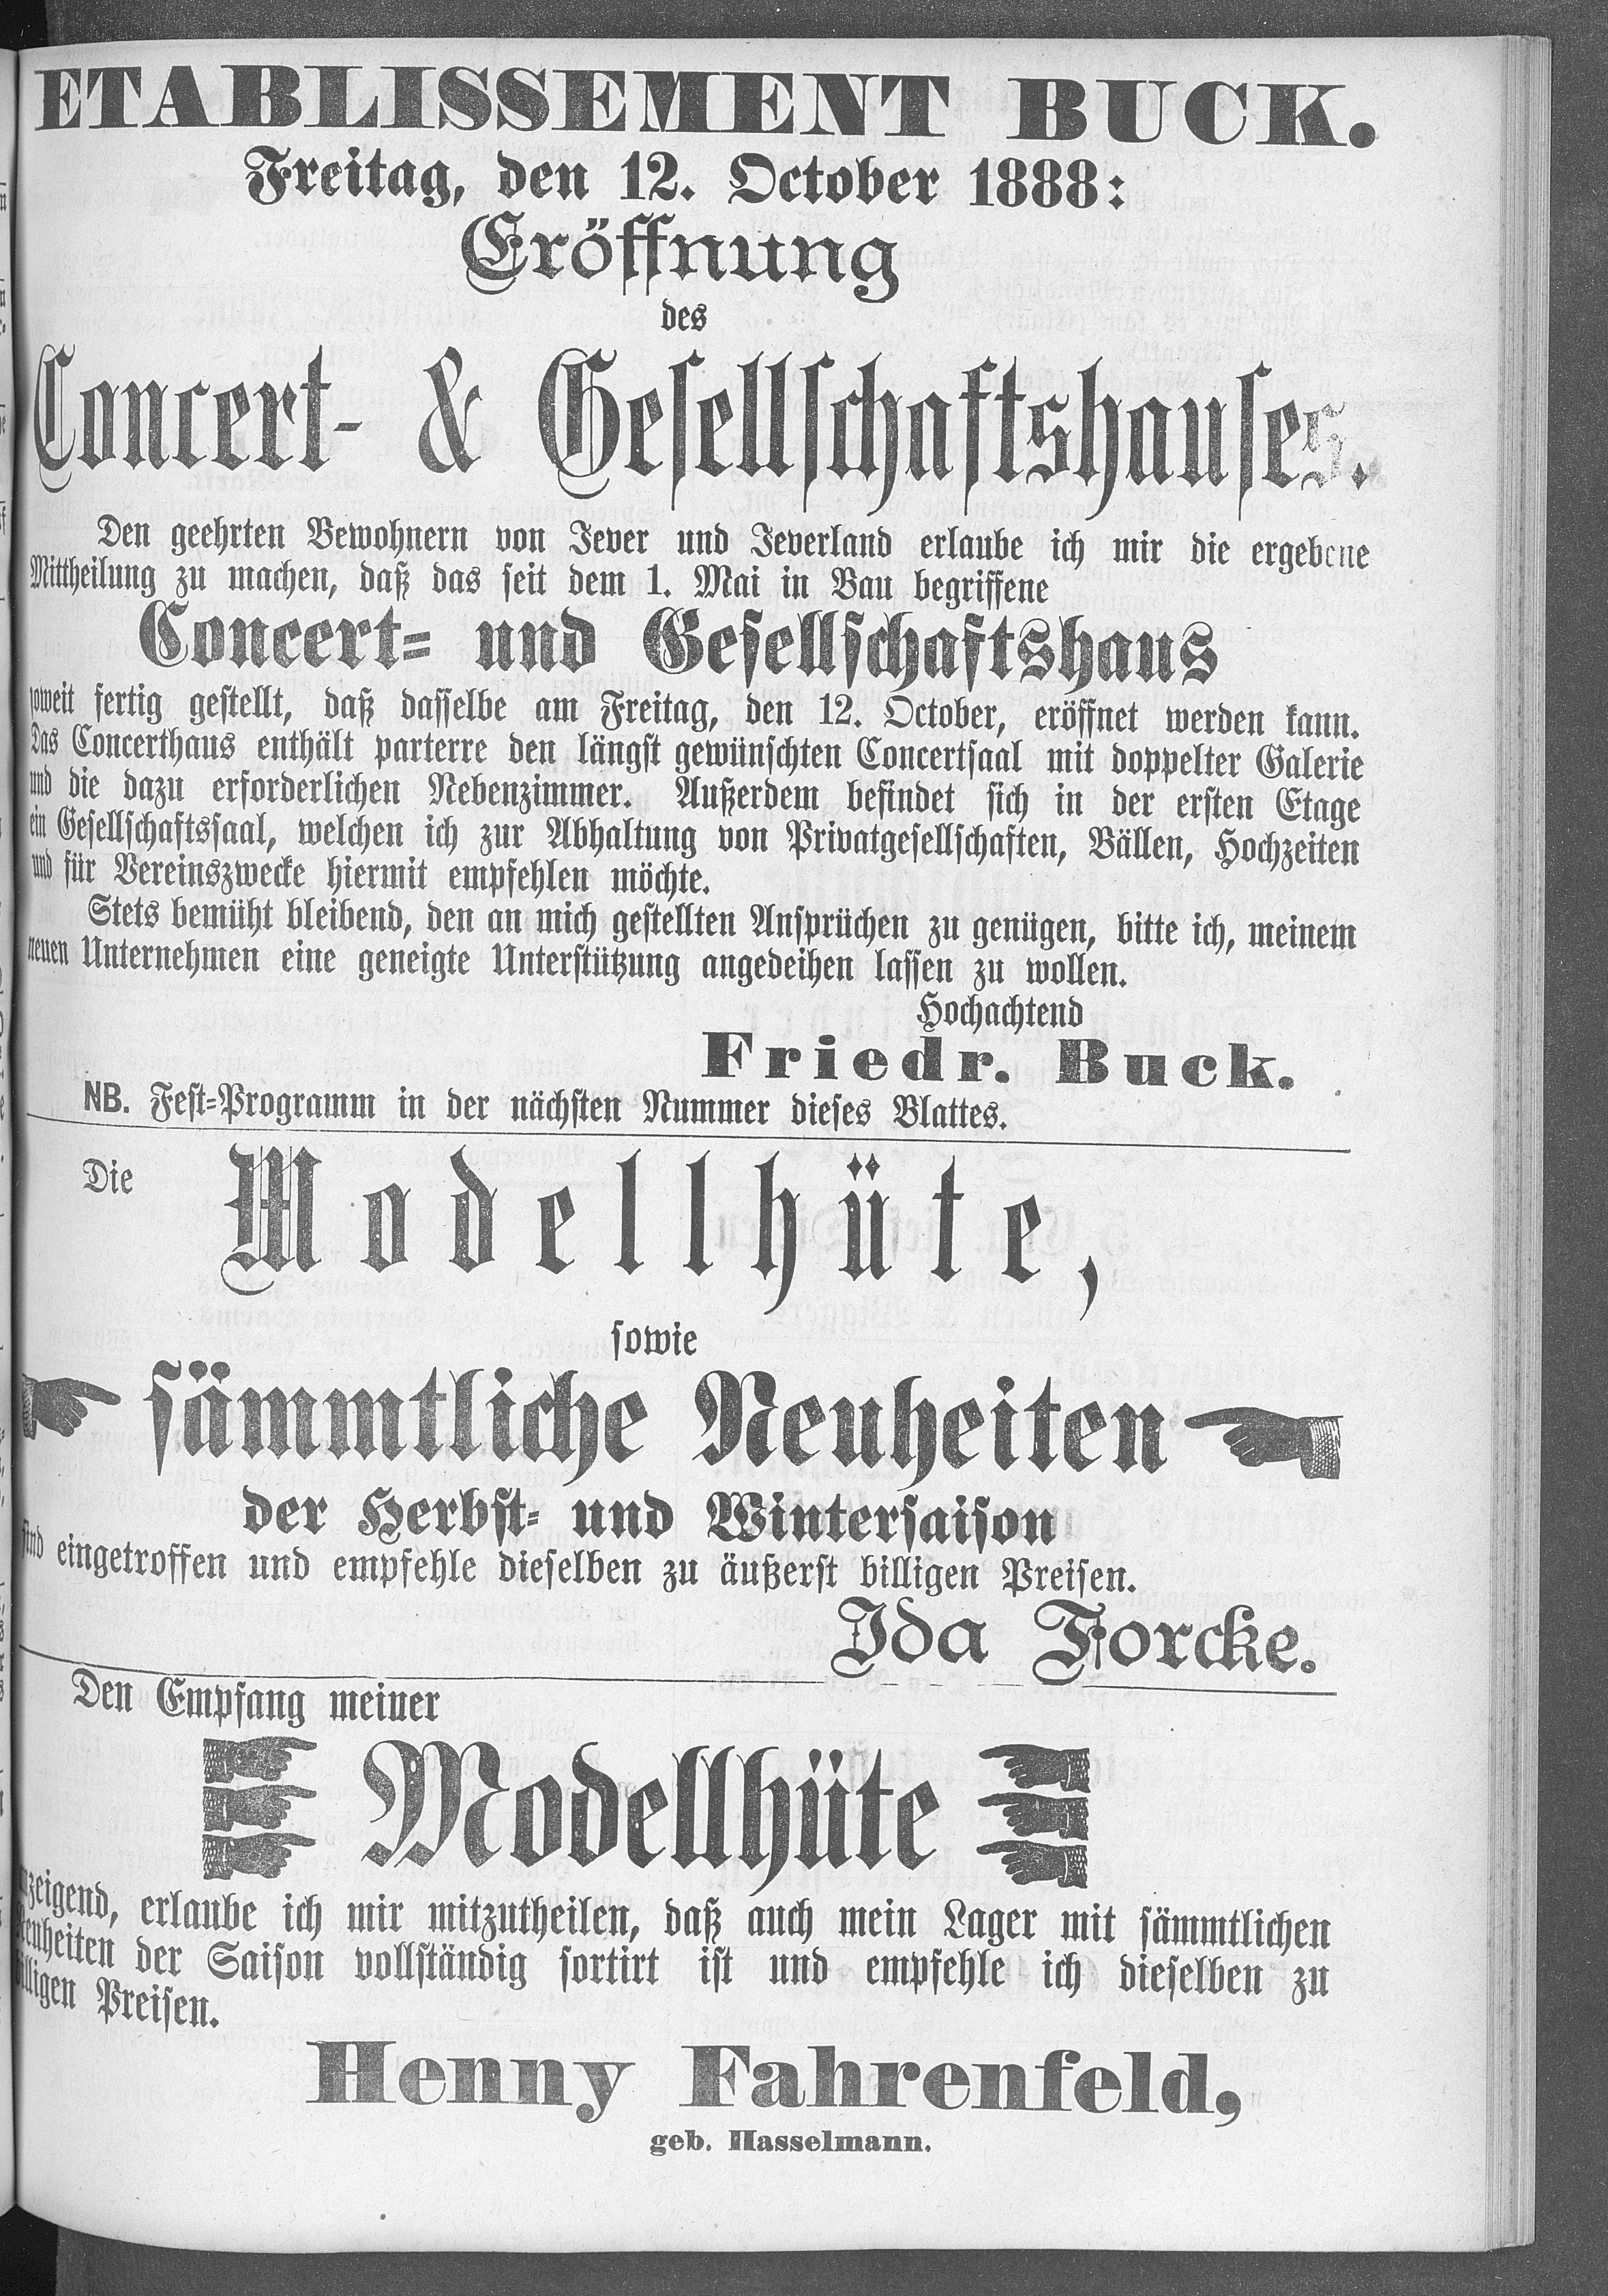 ETABLISSEMENT BUCK.
Freitag, den 12. October 1888:
Eröffnung
des
Concert- & Gesellschaftshauses.
Den geehrten Bewohnern von Jever und Jeverland erlaube ich mir die ergebene
Mittheilung zu machen, daß das seit dem 1. Mai in Bau begriffene
Concert- und Gesellschaftshaus
soweit fertig gestellt, daß dasselbe am Freitag, den 12. October, eröffnet werden kann.
Das Concerthaus enthält parterre den längst gewünschten Concertsaal mit doppelter Galerie
und die dazu erforderlichen Nebenzimmer. Außerdem befindet sich in der ersten Etage
ein Gesellschaftssaal, welchen ich zur Abhaltung von Privatgesellschaften, Bällen, Hochzeiten
und für Vereinszwecke hiermit empfehlen möchte.
Stets bemüht bleibend, den an mich gestellten Ansprüchen zu genügen, bitte ich, meinem
neuen Unternehmen eine geneigte Unterstützung angedeihen lassen zu wollen.
Hochachtend
Friedr. Buck.
NB. Fest-Programm in der nächsten Nummer dieses Blattes.
Die
Modellhüte,
sowie
sämmtliche Neuheiten
der Herbst- und Wintersaison
sind eingetroffen und empfehle dieselben zu äußerst billigen Preisen.
Ida Forcke.
Den Empfang meiner
Modellhüte
zeigend, erlaube ich mir mitzutheilen, daß auch mein Lager mit sämmtlichen
Neuheiten der Saison vollständig sortirt ist und empfehle ich dieselben zu
billigen Preisen.
Henny Fahrenfeld,
geb. Hasselmann.